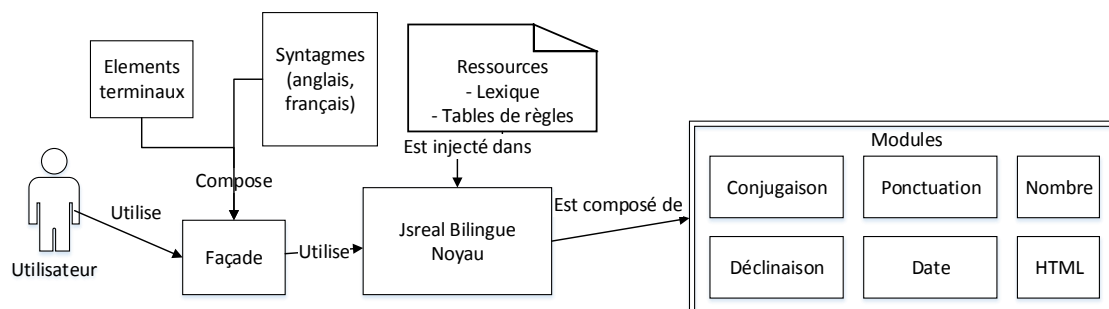 Elements
terminaux
Syntagmes
(anglais,
français)
Ressources
- Lexique
- Tables de règles
Est injecté dans
Compose
Utilise
Utilisateur
Façade
Utilise
Jsreal Bilingue
Noyau
Est composé de
Modules
Conjugaison
Ponctuation
Nombre
Déclinaison
Date
HTML